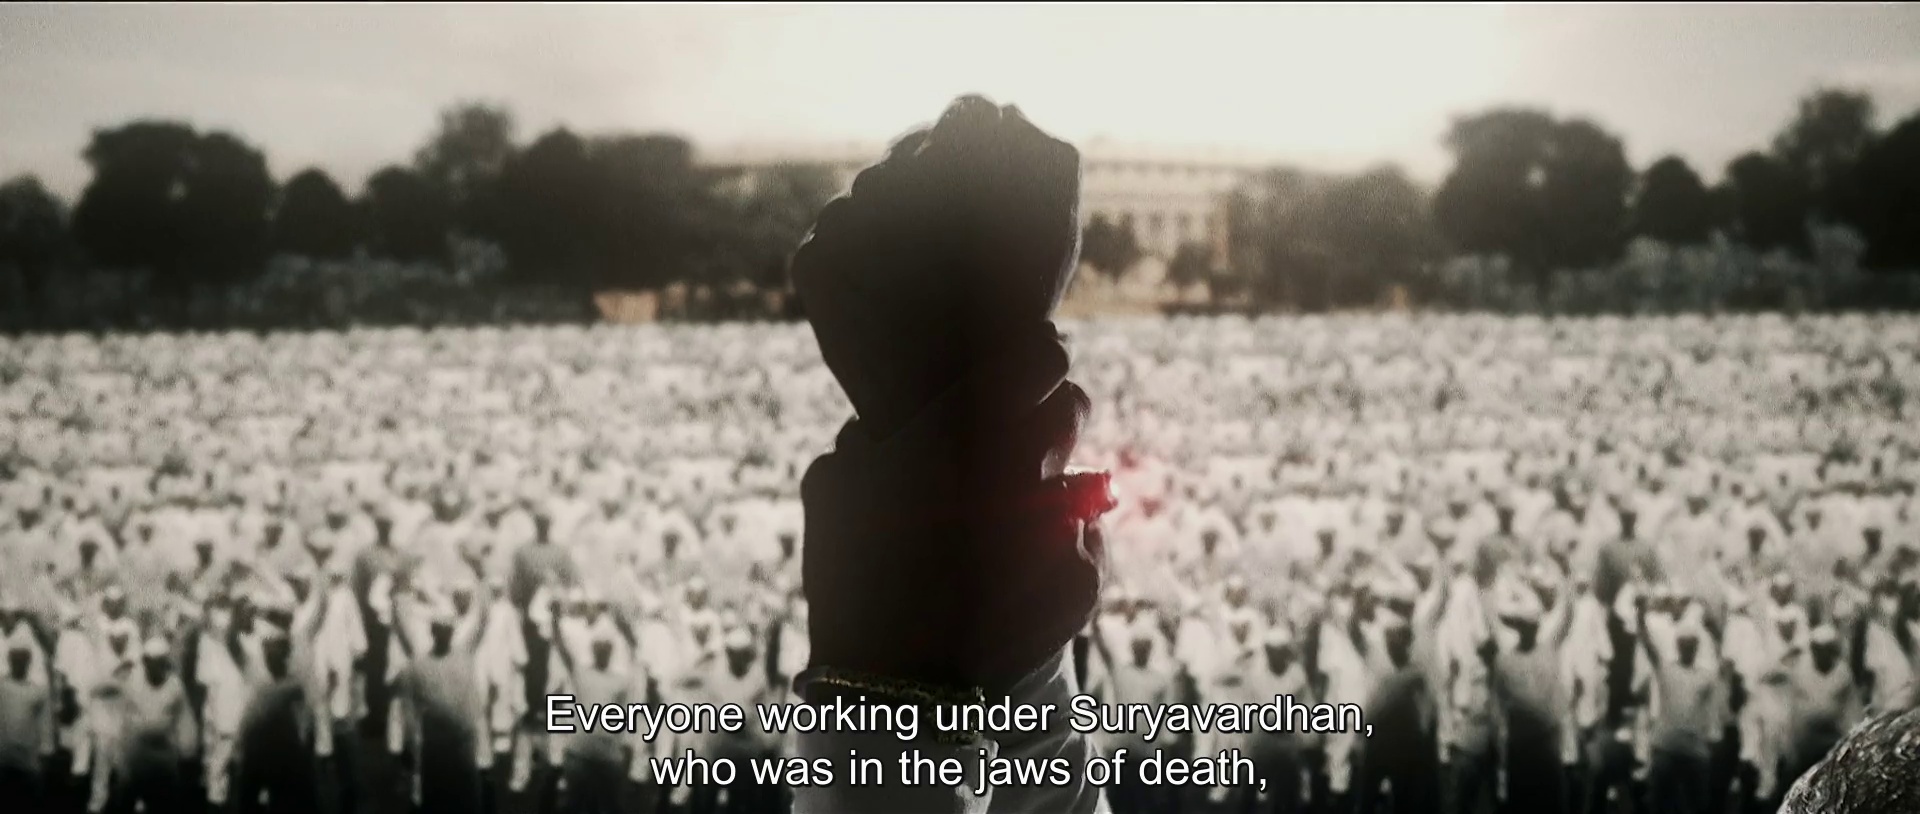 Everyone working under Suryavardhan,
who was in the jaws of death,